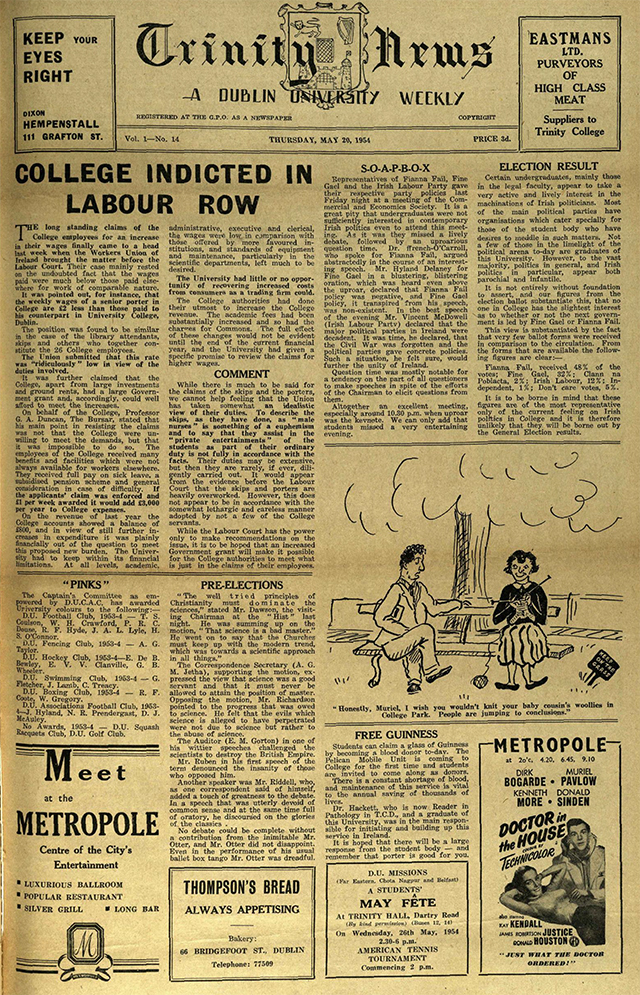 KEEP YOUR
EYES
RIGHT
DIXON
HEMPENSTALL
111 GRAFTON ST.
Trinity News
A DUBLIN UNIVERSITY WEEKLY
REGISTERED AT THE G.P.O. AS A NEWSPAPER
COPYRIGHT
EASTMANS
LTD.
PURVEYORS
OF
HIGH CLASS
MEAT
Suppliers to
Trinity College
Vol. 1—No. 14
THURSDAY, MAY 20, 1954
PRICE 3d.
COLLEGE INDICTED IN
LABOUR ROW
THE long standing claims of the
College employees for an increase
in their wages finally came to a head
last week when the Workers Union of
Ireland brought the matter before the
Labour Court. Their case mainly rested
on the undoubted fact that the wages
paid were much below those paid else-
where for work of comparable nature.
It was pointed out, for instance, that
the weekly wages of a senior porter in
College are £2 less than those paid to
his counterpart in University College,
Dublin.
The position was found to be similar
in the case of the library attendants,
skips and others who together con-
stitute the 26 College employees.
The Union submitted that this rate
was "ridiculously" low in view of the
duties involved.
It was further claimed that the
College, apart from large investments
and ground rents, had a large Govern-
ment grant and, accordingly, could well
afford to meet the increase.
On behalf of the College, Professor
G. A. Duncan, The Bursar, stated that
his main point in resisting the claims
was not that the College were un-
willing to meet the demands, but that
it was impossible to do so. The
employees of the College received many
benefits and facilities which were not
always available for workers elsewhere.
They received full pay on sick leave, a
subsidised pension scheme and general
consideration in case of difficulty. If
the applicants' claim was enforced and
£1 per week awarded it would add £3,000
per year to College expenses.
On the revenue of last year the
College accounts showed a balance of
£600, and in view of still further in-
creases in expenditure it was plainly
financially out of the question to meet
this proposed new burden. The Univer-
sity had to keep within its financial
limitations. At all levels, academic,
administrative, executive and clerical,
the wages were low in comparison with
those offered by more favoured in-
stitutions, and standards of equipment
and maintenance, particularly in the
scientific departments, left much to be
desired.
The University had little or no oppor-
tunity of recovering increased costs
from consumers as a trading firm could.
The College authorities had done
their utmost to increase the College
revenue. The academic fees had been
substantially increased and so had the
charges for Commons. The full effect
of these changes would not be evident
until the end of the current financial
year, and the University had given a
specific promise to review the claims for
higher wages.
COMMENT
While there is much to be said for
the claims of the skips and the porters,
we cannot help feeling that the Union
has taken somewhat an idealistic
view of their duties. To describe the
skips, as they have done, as "male
nurses" is something of a euphemism
and to say that they assist in the
"private entertainments" of the
students as part of their ordinary
duty is not fully in accordance with the
facts. Their duties may be extensive,
but then they are rarely, if ever, dili-
gently carried out. It would appear
from the evidence before the Labour
Court that the skips and porters are
heavily overworked. However, this does
not appear to be in accordance with the
somewhat lethargic and careless manner
adopted by not a few of the College
servants.
While the Labour Court has the power
only to make recommendations on the
issue, it is to be hoped that an increased
Government grant will make it possible
for the College authorities to meet what
is just in the claims of their employees.
S-O-A-P-B-O-X
Representatives of Fianna Fail, Fine
Gael and the Irish Labour Party gave
their respective party policies last
Friday night at a meeting of the Com-
mercial and Economics Society. It is a
great pity that undergraduates were not
sufficiently interested in contemporary
Irish politics even to attend this meet-
ing. As it was they missed a lively
debate, followed by an uproarious
question time. Dr. French-O'Carroll,
who spoke for Fianna Fail, argued
abstractedly in the course of an interest-
ing speech. Mr. Hyland Delaney for
Fine Gael in a blustering, blistering
oration, which was heard even above
the uproar, declared that Fianna Fail
policy was negative, and Fine Gael
policy, it transpired from his speech,
was non-existent. In the best speech
of the evening Mr. Vincent McDowell
(Irish Labour Party) declared that the
major political parties in Ireland were
decadent. It was time, he declared, that
the Civil War was forgotten and the
political parties gave concrete policies.
Such a situation, he felt sure, would
further the unity of Ireland.
Question time was mostly notable for
a tendency on the part of all questioners
to make speeches in spite of the efforts
of the Chairman to elicit questions from
them.
Altogether an excellent meeting,
especially around 10.30 p.m. when uproar
was the keynote. We can only add that
students missed a very entertaining
evening.
ELECTION RESULT
Certain undergraduates, mainly those
in the legal faculty, appear to take a
very active and lively interest in the
machinations of Irish politicians. Most
of the main political parties have
organisations which cater specially for
those of the student body who have
desires to meddle in such matters. Not
a few of those in the limelight of the
political arena to-day are graduates of
this University. However, to the vast
majority, politics in general, and Irish
politics in particular, appear both
parochial and infantile.
It is not entirely without foundation
to assert, and our figures from the
election ballot substantiate this, that no
one in College has the slightest interest
as to whether or not the next govern-
ment is led by Fine Gael or Fianna Fail.
This view is substantiated by the fact
that very few ballot forms were received
in comparison to the circulation. From
the forms that are available the follow-
ing figures are clear:—
Fianna Fail, received 48% of the
votes; Fine Gael, 32%; Clann na
Poblachta, 2%; Irish Labour, 12%; In-
dependent, 1%; Don't care votes, 5%.
It is to be borne in mind that these
figures are of the most representative
only of the current feeling on Irish
politics in College and it is therefore
unlikely that they will be borne out by
the General Election results.
"Honestly, Muriel, I wish you wouldn't knit your baby cousin's woollies in
College Park. People are jumping to conclusions."
"PINKS"
The Captain's Committee as em-
powered by D.U.C.A.C. has awarded
University colours to the following:—
D.U. Football Club, 1953-4 — T. S.
Coulson, W. H. Crawford, P. R. C.
Dease, R. F. Hyde, J. A. L. Lyle, H.
S. O'Connor.
D.U. Fencing Club, 1953-4 — A. G.
Taylor.
D.U. Hockey Club, 1953-4—E. De B.
Bewley, E. W. V. Chanville, G. B.
Wheeler.
D.U. Swimming Club, 1953-4 — G.
Fletcher, J. Lamb, C. Trench.
D.U. Boxing Club, 1953-4 — R. F.
Coote, W. Gregory.
D.U. Associations Football Club, 1953-
4—J. Hyland, N. R. Prendergast, D. J.
McAuley.
No Awards, 1953-4 — D.U. Squash
Racquets Club, D.U. Golf Club.
PRE-ELECTIONS
"The well tried principles of
Christianity must dominate the
sciences," stated Mr. Dawson, the visit-
ing Chairman at the "Hist" last
night. He was summing up on the
motion, "That science is a bad master."
He went on to say that the Churches
must keep up with the modern trend,
which was towards a scientific approach
in all things."
The Correspondence Secretary (A. G.
M. Jetha), supporting the motion, ex-
pressed the view that science was a good
servant and that it must never be
allowed to attain the position of master.
Opposing the motion, Mr. Richardson
pointed to the progress that was owed
by science. He felt that the evils which
science is alleged to have perpetrated
were not due to science but rather to
the abuse of science.
The Auditor (E. M. Gorton) in one of
his wittier speeches challenged the
scientists to destroy the British Empire.
Mr. Ruben in his first speech of the
term denounced the insanity of those
who opposed him.
Another speaker was Mr. Riddell, who,
as one correspondent said of himself,
added a touch of greatness to the debate.
In a speech that was utterly devoid of
common sense and at the same time full
of oratory, he discoursed on the glories
of, the classics.
No debate could be complete without
a contribution from the inimitable Mr.
Otter, and Mr. Otter did not disappoint.
Even in the performance of his usual
ballet box tango Mr. Otter was dreadful.
FREE GUINNESS
Students can claim a glass of Guinness
by becoming a blood donor to-day. The
Pelican Mobile Unit is coming to
College for the first time and students
are invited to come along as donors.
There is a constant shortage of blood,
and maintenance of this service is vital
to the annual saving of thousands of
lives.
Dr. Hackett, who is now Reader in
Pathology in T.C.D., and a graduate of
this University, was in the main respon-
sible for initiating and building up this
service in Ireland.
It is hoped that there will be a large
response from the student body — and
remember that porter is good for you.
Meet
at the
METROPOLE
Centre of the City's
Entertainment
LUXURIOUS BALLROOM
POPULAR RESTAURANT
SILVER GRILL
LONG BAR
M
THOMPSON'S BREAD
ALWAYS APPETISING
Bakery:
66 BRIDGEFOOT ST., DUBLIN
Telephone: 77509
D.U. MISSIONS
(Far Eastern, Chota Nagpur and Belfast)
A STUDENTS'
MAY FÊTE
At TRINITY HALL, Dartry Road
(By kind permission) (Buses 12, 14)
On Wednesday, 26th May, 1954
2.30-6 p.m.
AMERICAN TENNIS
TOURNAMENT
Commencing 2 p.m.
METROPOLE
at 2o'c. 4.20, 6.45, 9.10
DIRK BOGARDE • MURIEL PAVLOW
KENNETH MORE • DONALD SINDEN
DOCTOR in
the HOUSE
COLOUR BY
TECHNICOLOR
also starring
KAY KENDALL
JAMES ROBERTSON JUSTICE
DONALD HOUSTON
"JUST WHAT THE DOCTOR
ORDERED!"